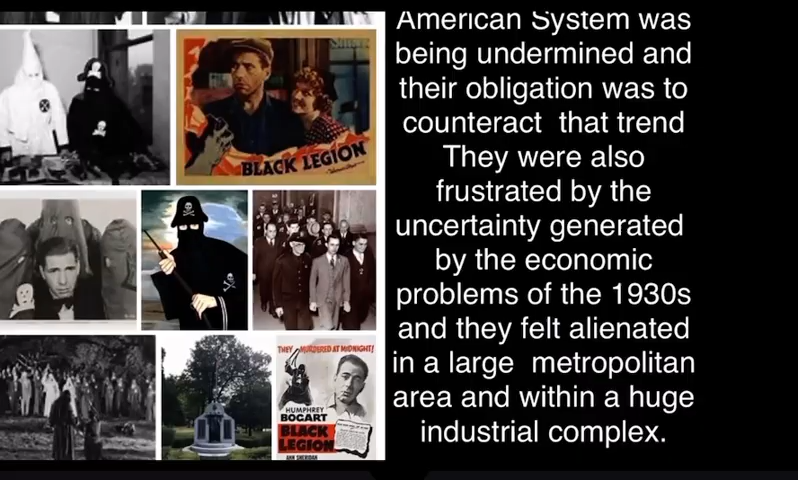 American System was
being undermined and
their obligation was to
counteract that trend
They were also
frustrated by the
uncertainty generated
by the economic
problems of the 1930s
and they felt alienated
in a large metropolitan
area and within a huge
industrial complex.
BLACK LEGION
THEY MURDERED AT MIDNIGHT!
HUMPHREY
BOGART
BLACK
LEGION
ANN SHERIDAN